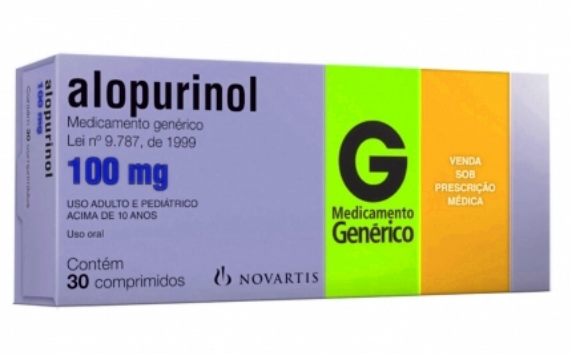 alopurinol
Medicamento genérico
Lei nº 9.787, de 1999
100 mg
USO ADULTO E PEDIÁTRICO
ACIMA DE 10 ANOS
Uso oral
Contém
30 comprimidos
NOVARTIS
G
Medicamento
Genérico
VENDA
SOB
PRESCRIÇÃO
MÉDICA
alopurinol
100 mg
Contém 30 comprimidos